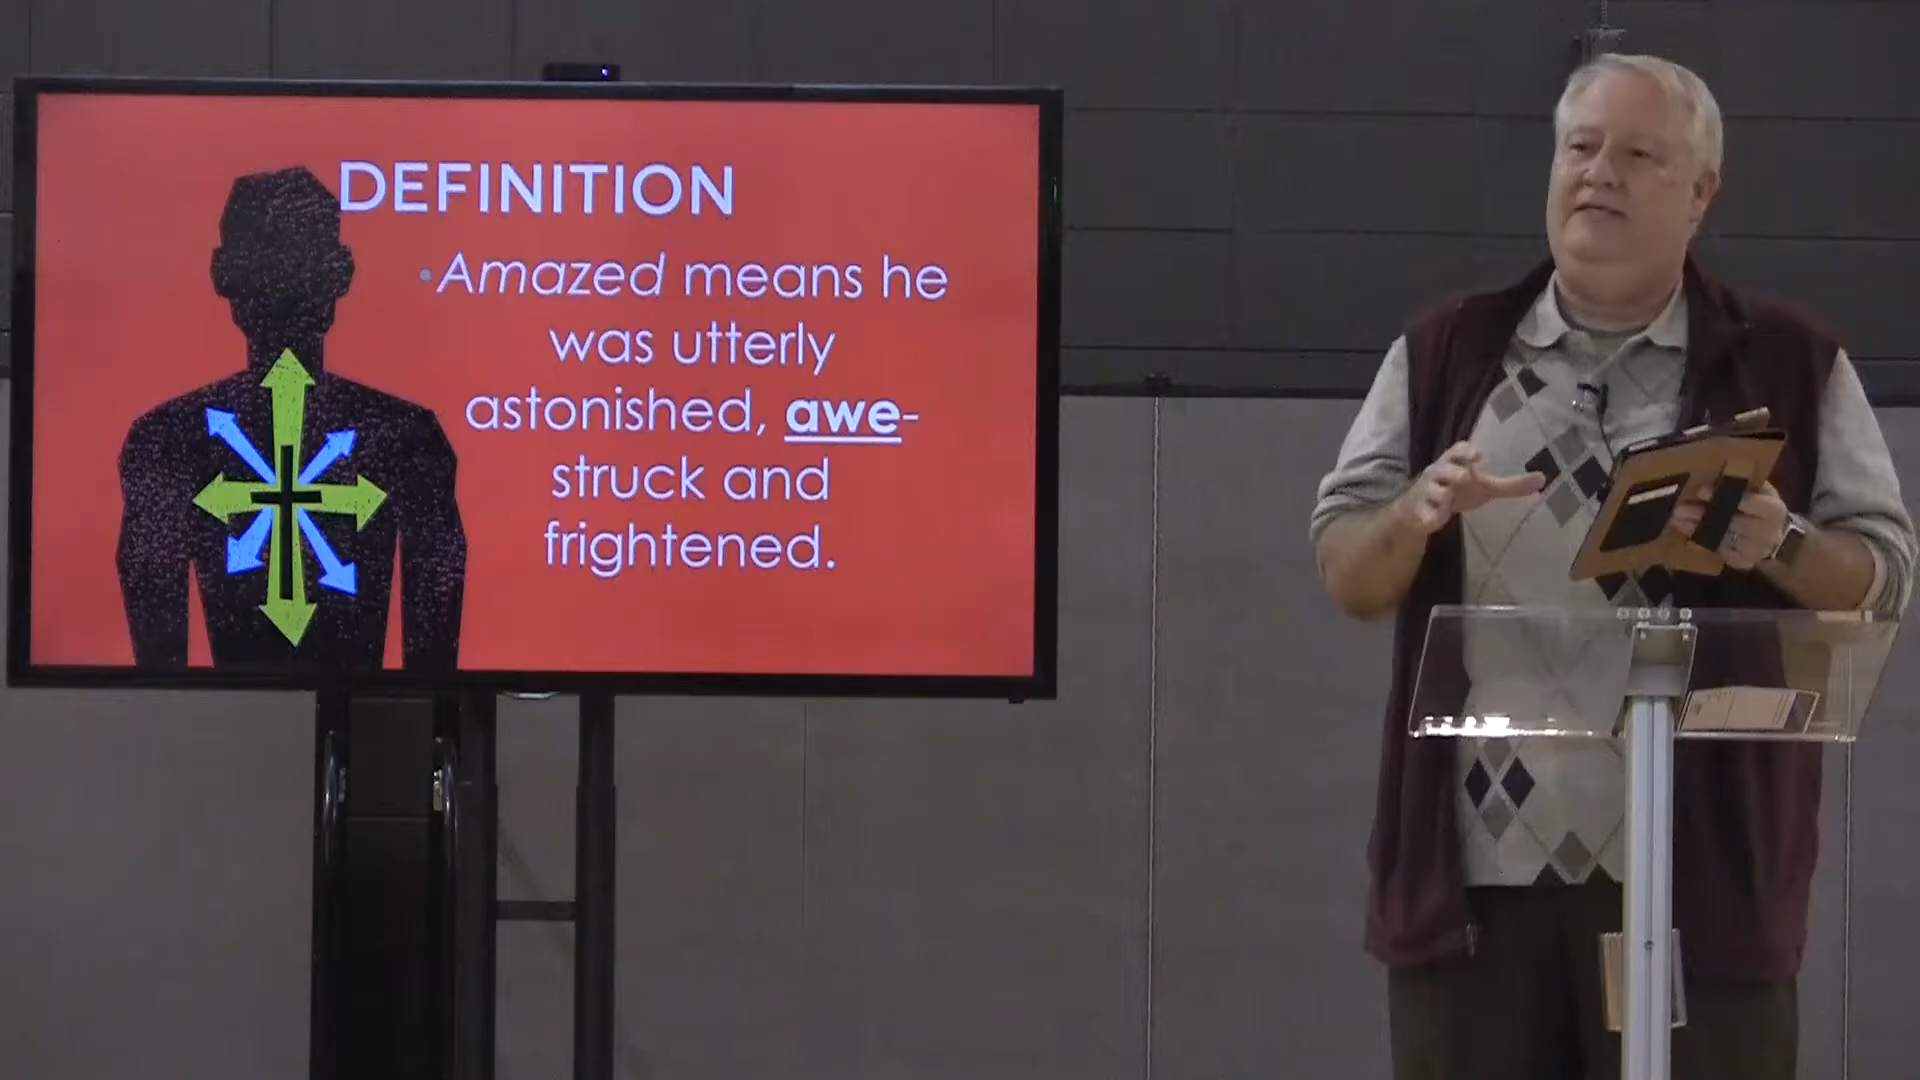 DEFINITION
•Amazed means he
was utterly
astonished, awe-
struck and
frightened.